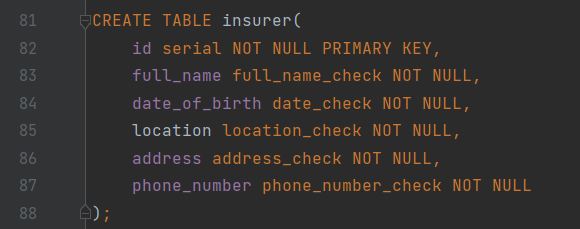 81 CREATE TABLE insurer(
82 id serial NOT NULL PRIMARY KEY,
83 full_name full_name_check NOT NULL,
84 date_of_birth date_check NOT NULL,
85 location location_check NOT NULL,
86 address address_check NOT NULL,
87 phone_number phone_number_check NOT NULL
88 );